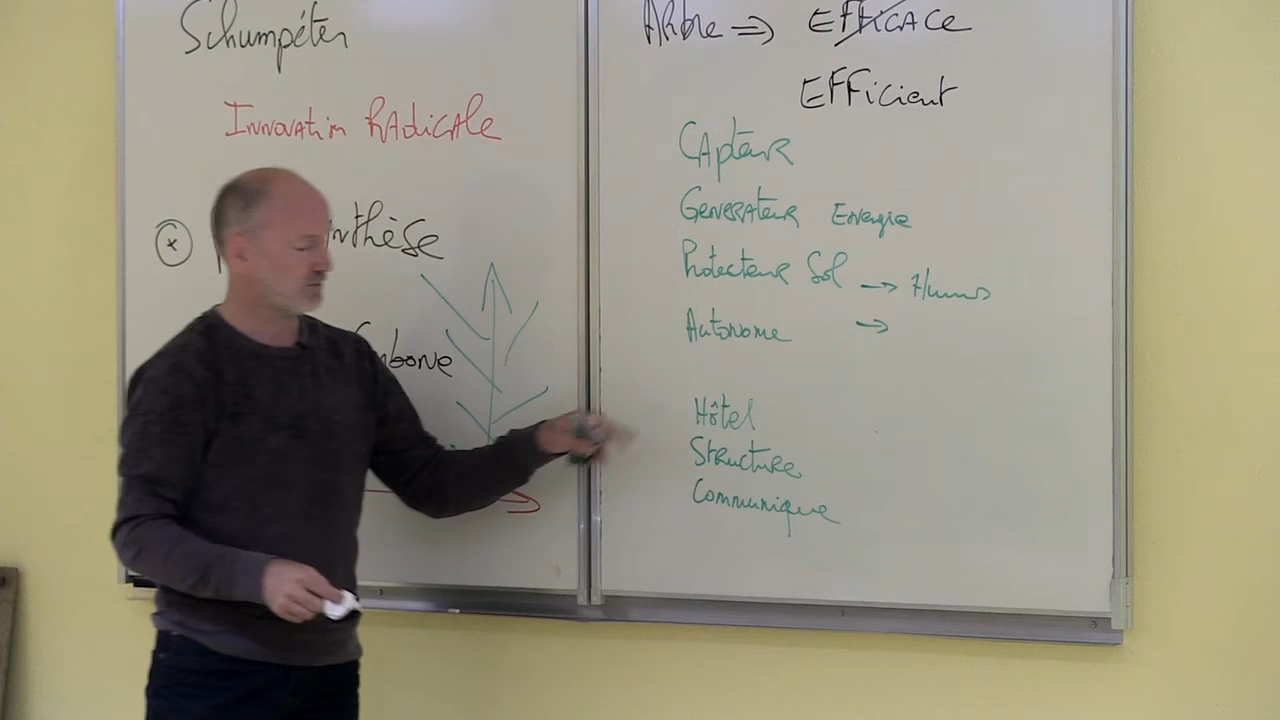 Schumpéter
Innovation Radicale
nthèse
bone
Arbre => Efficace
Efficient
Capteur
Generateur Energie
Protecteur Sol -> Humus
Autonome ->
Hôtel
Structure
Communique